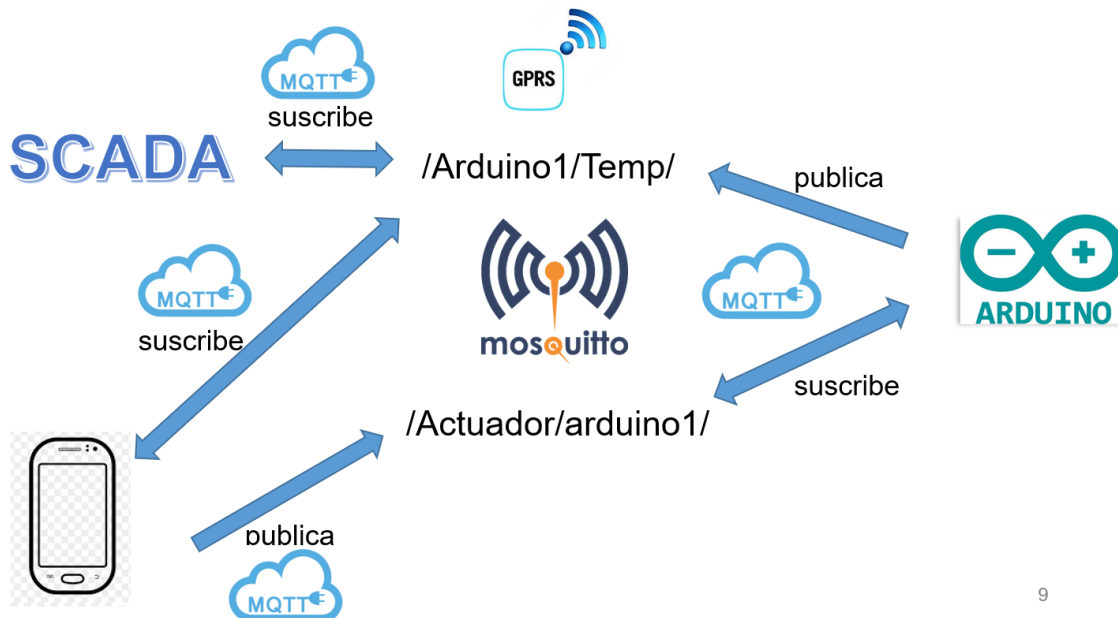 GPRS
MQTT
suscribe
SCADA
/Arduino1/Temp/
publica
MQTT
suscribe
mosquitto
MQTT
ARDUINO
suscribe
/Actuador/arduino1/
publica
MQTT
9